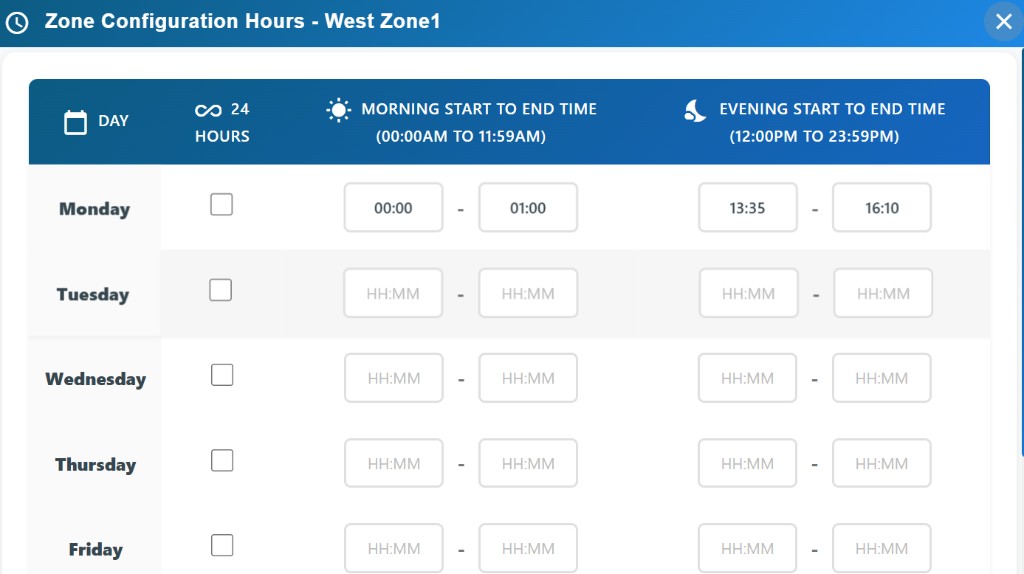 Zone Configuration Hours - West Zone1
DAY
24
HOURS
MORNING START TO END TIME
(00:00AM TO 11:59AM)
EVENING START TO END TIME
(12:00PM TO 23:59PM)
Monday 00:00 - 01:00 13:35 - 16:10
Tuesday HH:MM - HH:MM HH:MM - HH:MM
Wednesday HH:MM - HH:MM HH:MM - HH:MM
Thursday HH:MM - HH:MM HH:MM - HH:MM
Friday HH:MM - HH:MM HH:MM - HH:MM